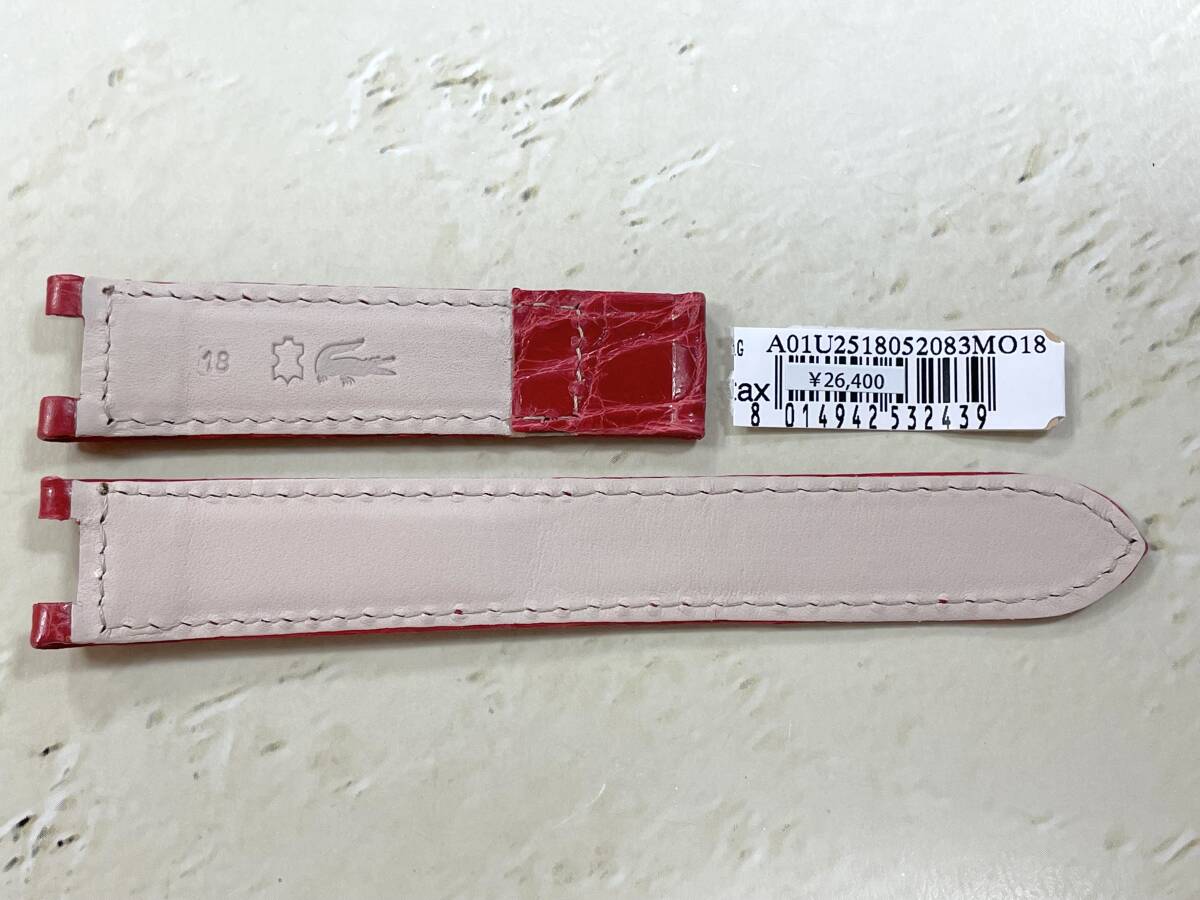 18
G A01U2518052083MO18
tax ¥26,400
8 014942 532439